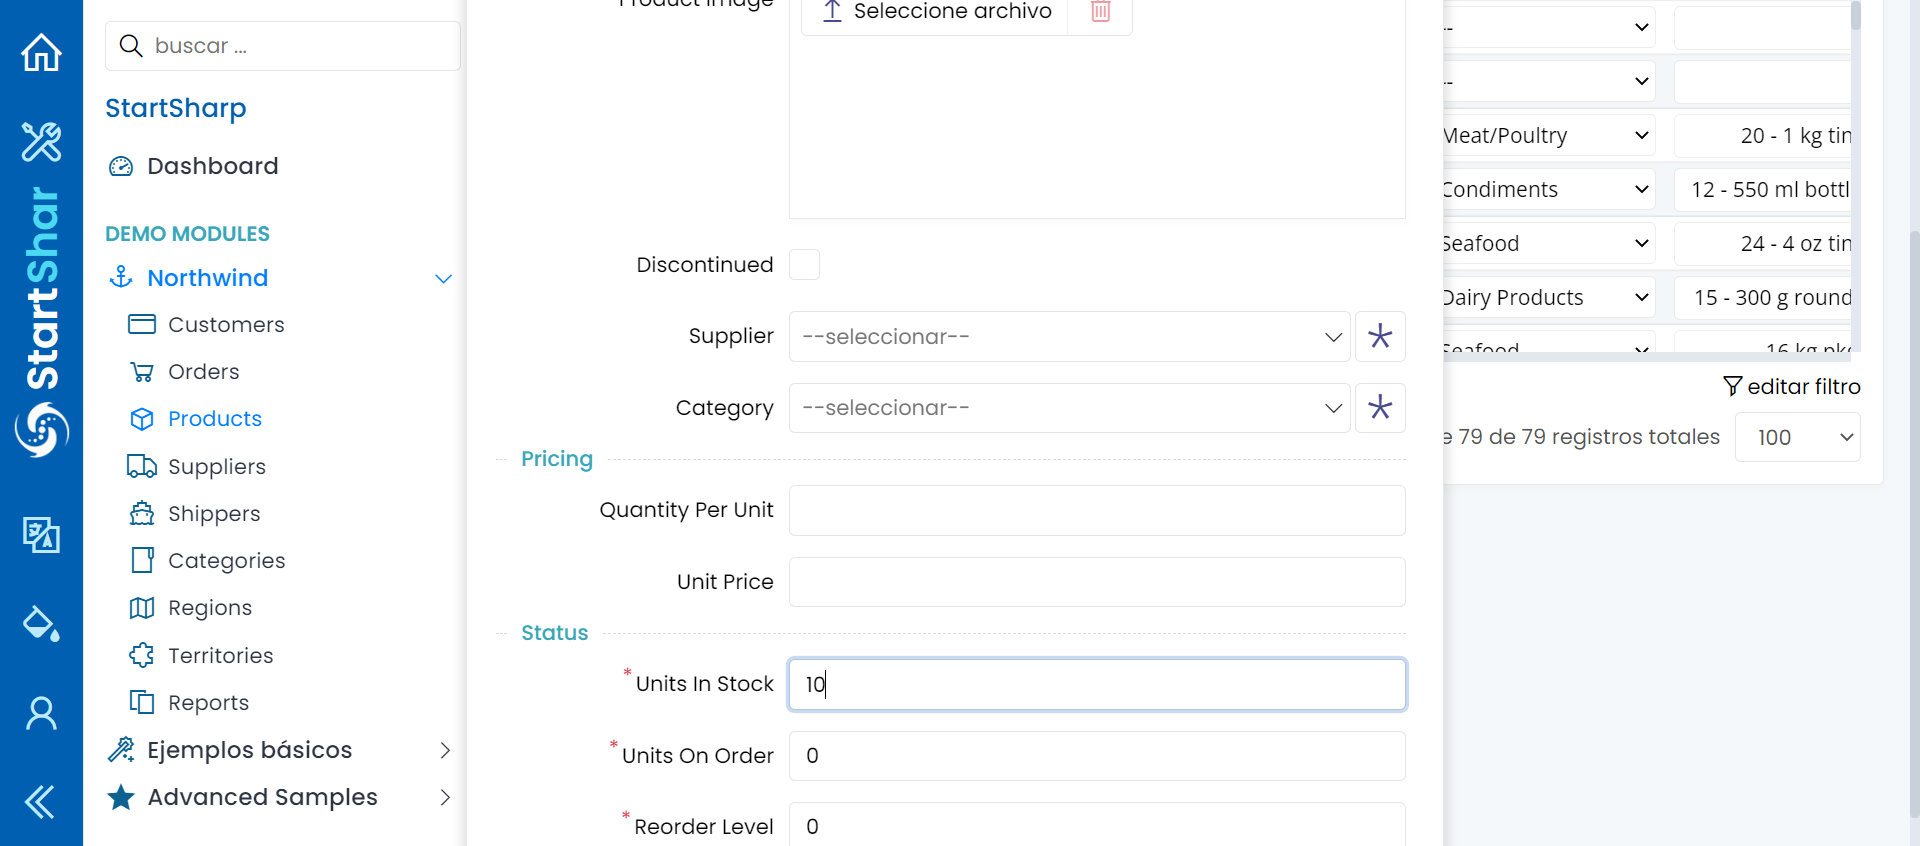 buscar ...
StartSharp
Dashboard
DEMO MODULES
Northwind
Customers
Orders
Products
Suppliers
Shippers
Categories
Regions
Territories
Reports
Ejemplos básicos
Advanced Samples
StartShar
Product Image
Seleccione archivo
Discontinued
Supplier
--seleccionar--
Category
--seleccionar--
Pricing
Quantity Per Unit
Unit Price
Status
*Units In Stock
10
*Units On Order
0
*Reorder Level
0
--
--
Meat/Poultry
20 - 1 kg tin
Condiments
12 - 550 ml bottl
Seafood
24 - 4 oz tin
Dairy Products
15 - 300 g round
Seafood
16 kg pkg
editar filtro
e 79 de 79 registros totales
100